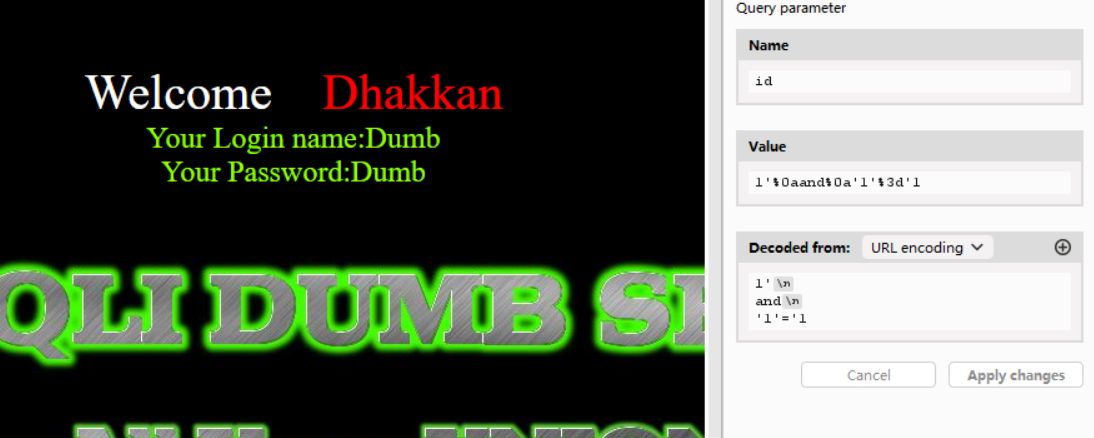 Welcome Dhakkan
Your Login name:Dumb
Your Password:Dumb
QLI DUMB
Query parameter
Name
id
Value
1'%0aand%0a'1'%3d'1
Decoded from: URL encoding
1' \n
and \n
'1'='1
Cancel Apply changes